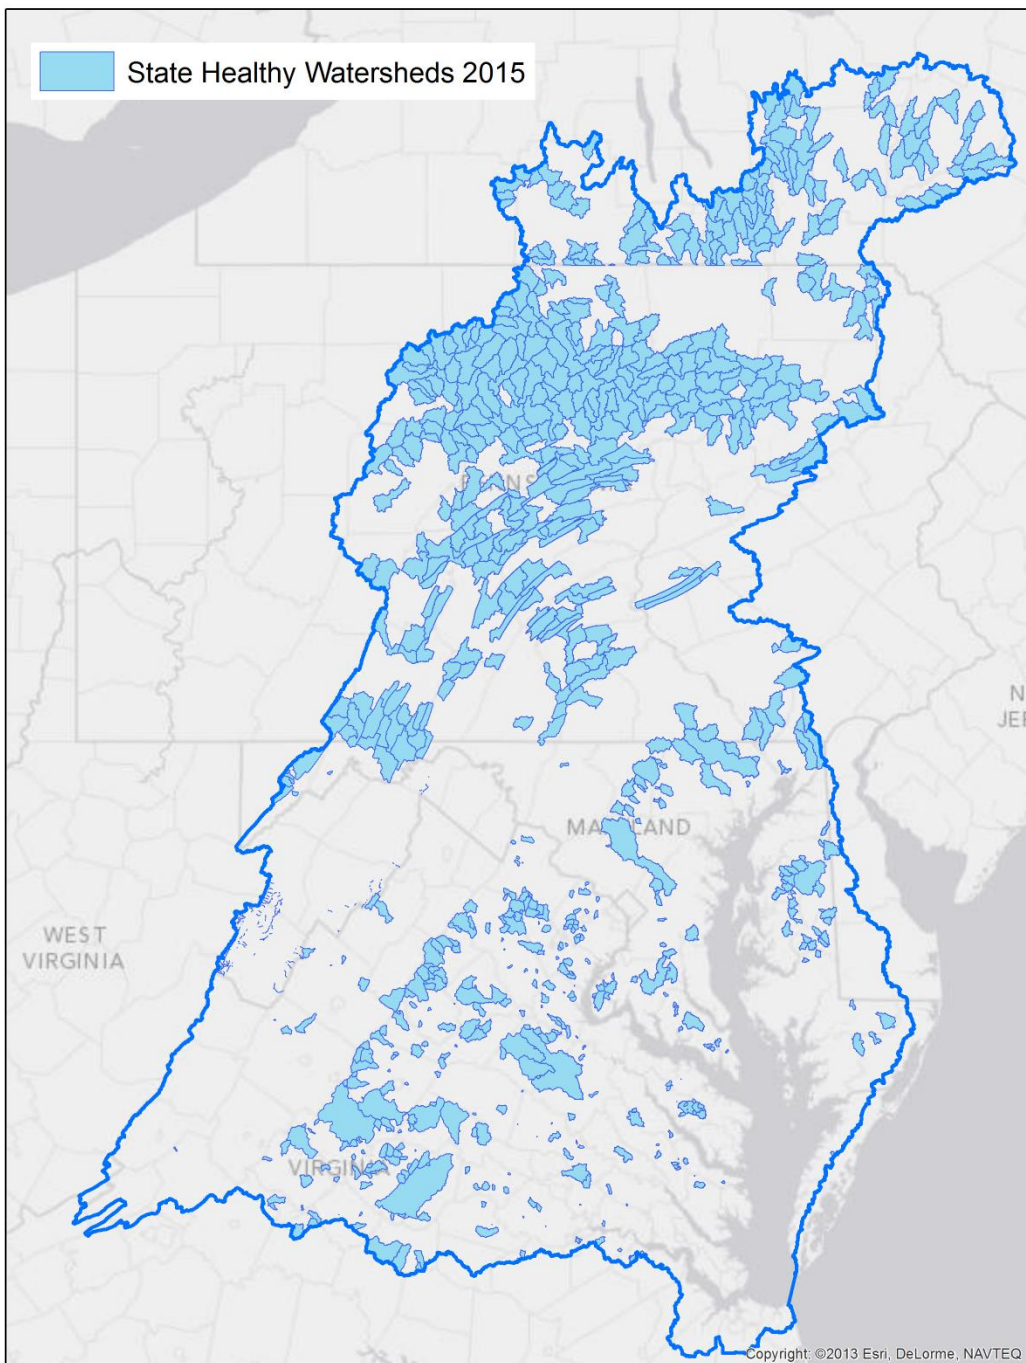 State Healthy Watersheds 2015
MARYLAND
WEST
VIRGINIA
VIRGINIA
Copyright: ©2013 Esri, DeLorme, NAVTEQ